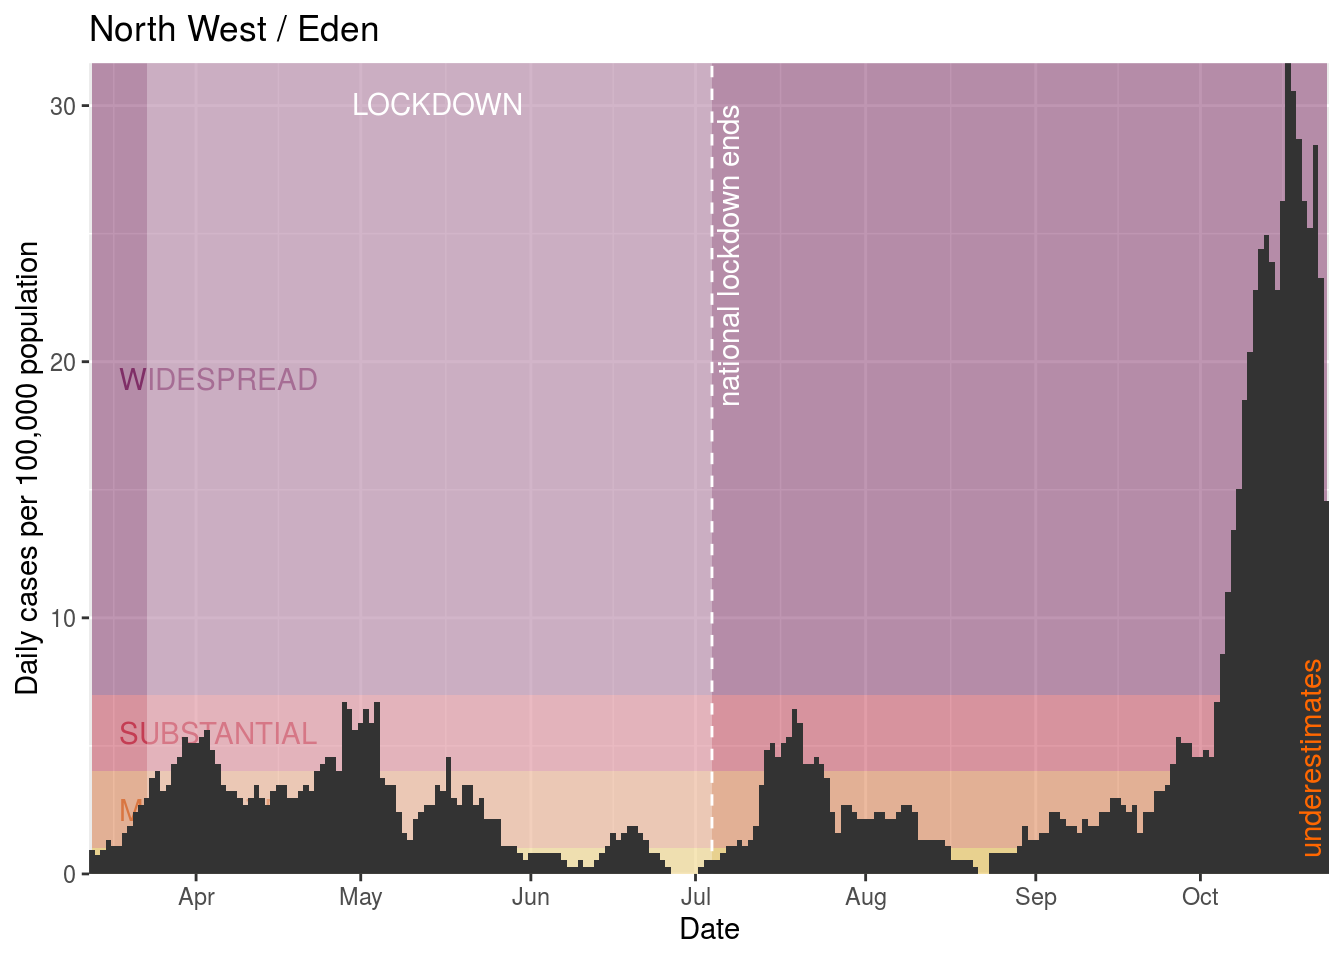 North West / Eden
Daily cases per 100,000 population
30
20
10
0
LOCKDOWN
national lockdown ends
WIDESPREAD
SUBSTANTIAL
M
underestimates
Apr
May
Jun
Jul
Aug
Sep
Oct
Date